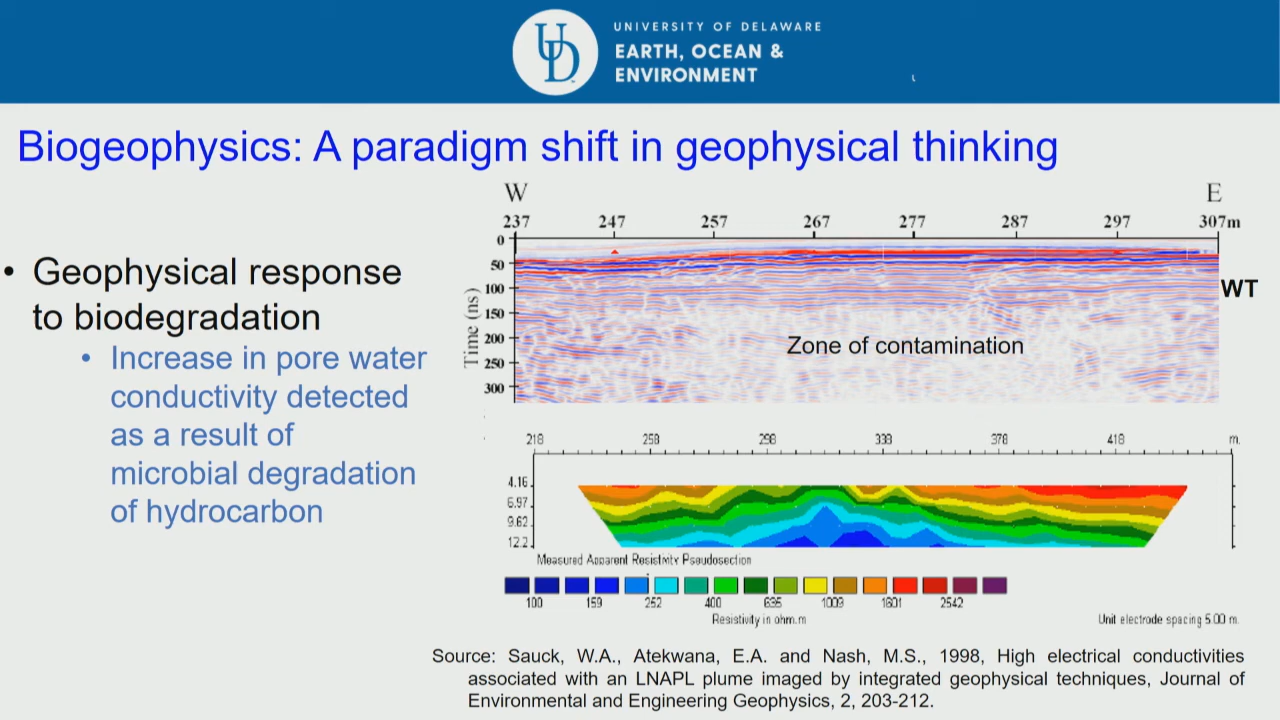 UNIVERSITY OF DELAWARE
EARTH, OCEAN &
ENVIRONMENT
UD
Biogeophysics: A paradigm shift in geophysical thinking
• Geophysical response
to biodegradation
• Increase in pore water
conductivity detected
as a result of
microbial degradation
of hydrocarbon
W E
237 247 257 267 277 287 297 307m
0
50
100
150
200
250
300
Time (ns)
WT
Zone of contamination
218 258 298 338 378 418 m.
4.16
6.97
9.62
12.2
Measured Apparent Resistivity Pseudosection
100 159 252 400 635 1009 1601 2542
Resistivity in ohm.m
Unit electrode spacing 5.00 m.
Source: Sauck, W.A., Atekwana, E.A. and Nash, M.S., 1998, High electrical conductivities
associated with an LNAPL plume imaged by integrated geophysical techniques, Journal of
Environmental and Engineering Geophysics, 2, 203-212.